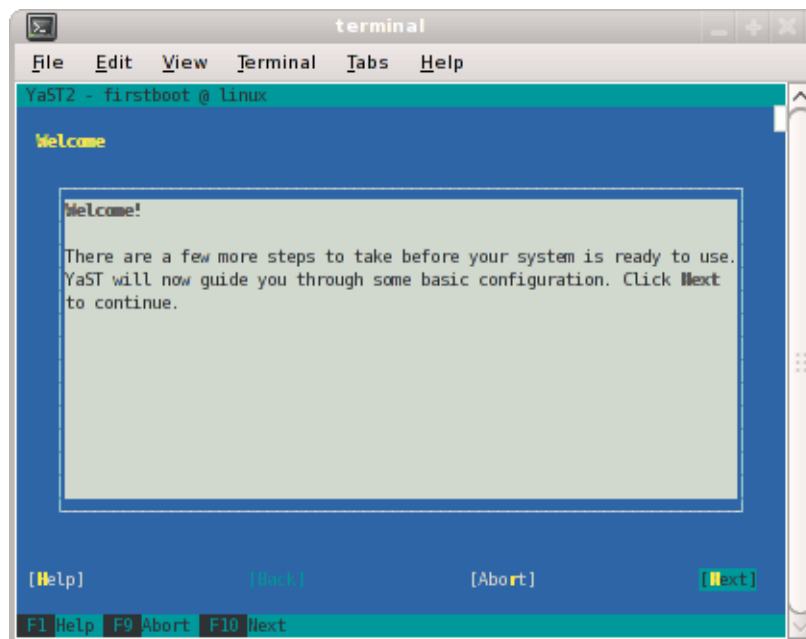 terminal
File Edit View Terminal Tabs Help
YaST2 - firstboot @ linux
Welcome
Welcome!
There are a few more steps to take before your system is ready to use.
YaST will now guide you through some basic configuration. Click Next
to continue.
[Help] [Back] [Abort] [Next]
F1 Help F9 Abort F10 Next